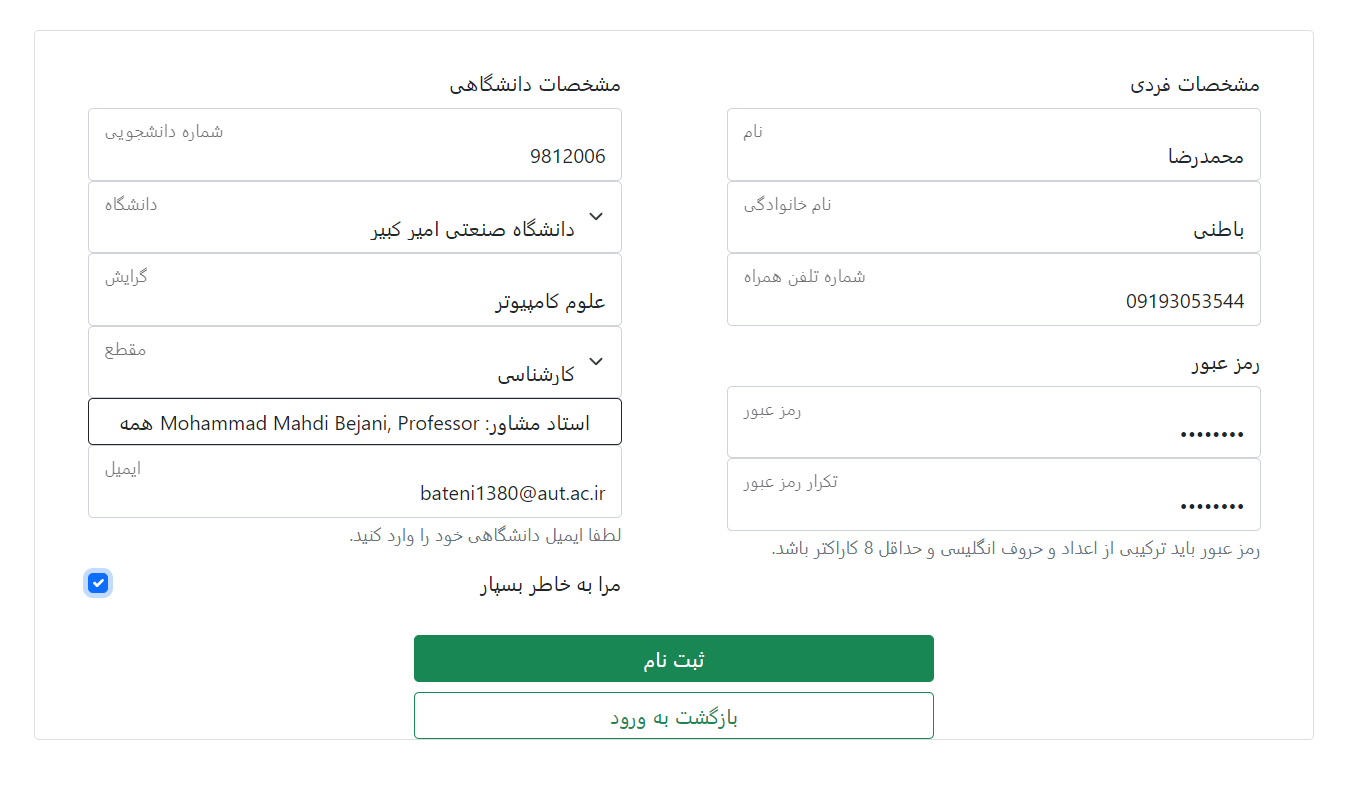 مشخصات فردی
نام
محمدرضا
نام خانوادگی
باطنی
شماره تلفن همراه
09193053544
رمز عبور
رمز عبور
••••••••
تکرار رمز عبور
••••••••
رمز عبور باید ترکیبی از اعداد و حروف انگلیسی و حداقل 8 کاراکتر باشد.
مشخصات دانشگاهی
شماره دانشجویی
9812006
دانشگاه
دانشگاه صنعتی امیر کبیر
گرایش
علوم کامپیوتر
مقطع
کارشناسی
استاد مشاور: Mohammad Mahdi Bejani, Professor همه
ایمیل
bateni1380@aut.ac.ir
لطفا ایمیل دانشگاهی خود را وارد کنید.
مرا به خاطر بسپار
ثبت نام
بازگشت به ورود